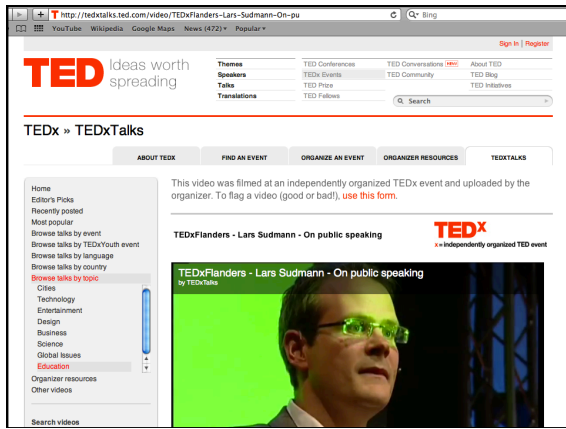 http://tedxtalks.ted.com/video/TEDxFlanders-Lars-Sudmann-On-pu
Bing
YouTube Wikipedia Google Maps News (472) Popular
Sign In | Register
TED Ideas worth spreading
Themes
Speakers
Talks
Translations
TED Conferences
TEDx Events
TED Prize
TED Fellows
TED Conversations NEW
TED Community
About TED
TED Blog
TED Initiatives
Search
TEDx » TEDxTalks
ABOUT TEDX FIND AN EVENT ORGANIZE AN EVENT ORGANIZER RESOURCES TEDXTALKS
Home
Editor's Picks
Recently posted
Most popular
Browse talks by event
Browse talks by TEDxYouth event
Browse talks by language
Browse talks by country
Browse talks by topic
Cities
Technology
Entertainment
Design
Business
Science
Global Issues
Education
Organizer resources
Other videos
Search videos
This video was filmed at an independently organized TEDx event and uploaded by the
organizer. To flag a video (good or bad!), use this form.
TEDxFlanders - Lars Sudmann - On public speaking
TEDx
x = independently organized TED event
TEDxFlanders - Lars Sudmann - On public speaking
by TEDxTalks